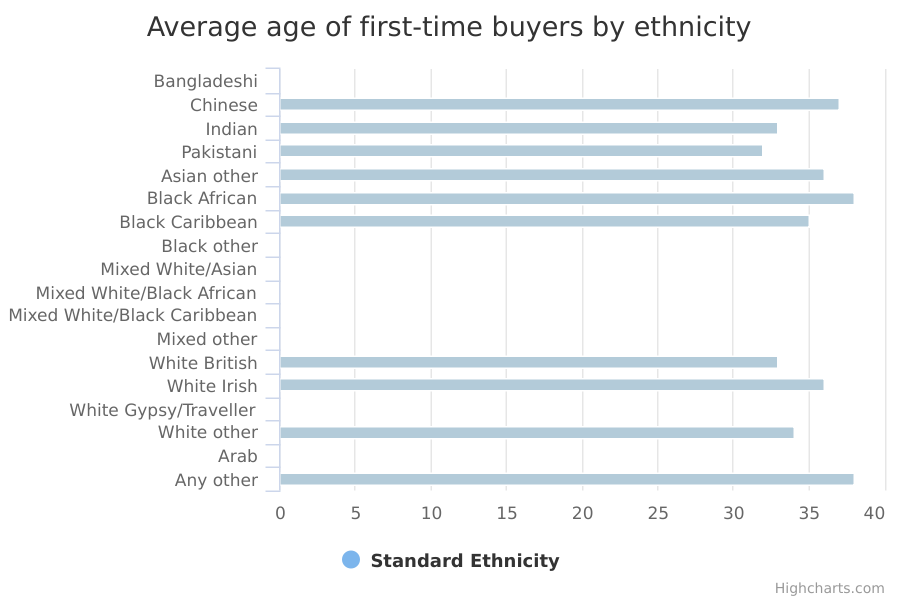 Average age of first-time buyers by ethnicity
Bangladeshi
Chinese
Indian
Pakistani
Asian other
Black African
Black Caribbean
Black other
Mixed White/Asian
Mixed White/Black African
Mixed White/Black Caribbean
Mixed other
White British
White Irish
White Gypsy/Traveller
White other
Arab
Any other
0 5 10 15 20 25 30 35 40
Standard Ethnicity
Highcharts.com